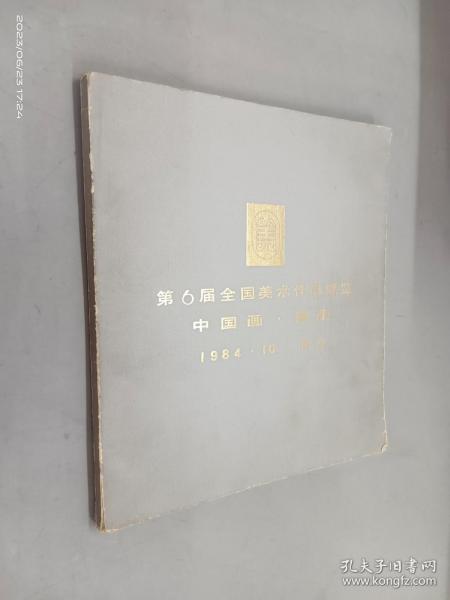 2023/06/23 17:24
第6届全国美术作品展览
中国画·
1984·10·
孔夫子旧书网
www.kongfz.com